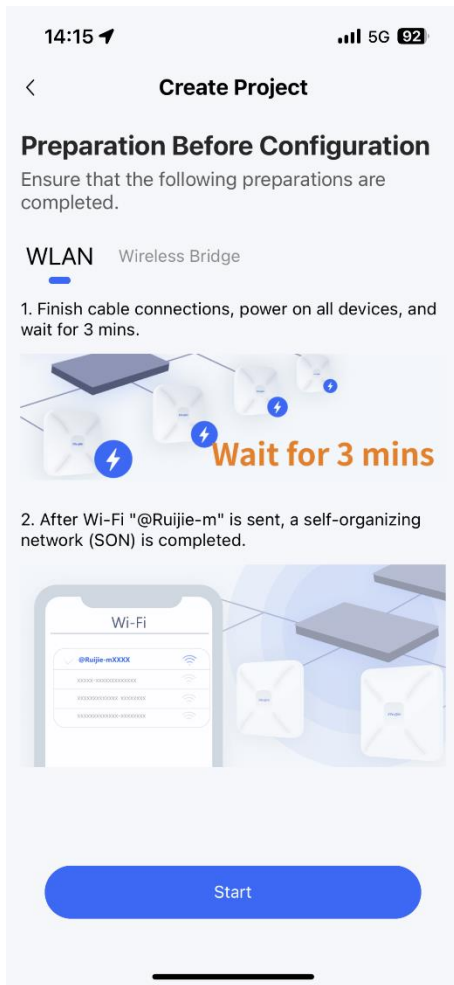 14:15
5G 92
Create Project
Preparation Before Configuration
Ensure that the following preparations are
completed.
WLAN Wireless Bridge
1. Finish cable connections, power on all devices, and
wait for 3 mins.
Wait for 3 mins
2. After Wi-Fi "@Ruijie-m" is sent, a self-organizing
network (SON) is completed.
Wi-Fi
@Ruijie-mXXXX
Start